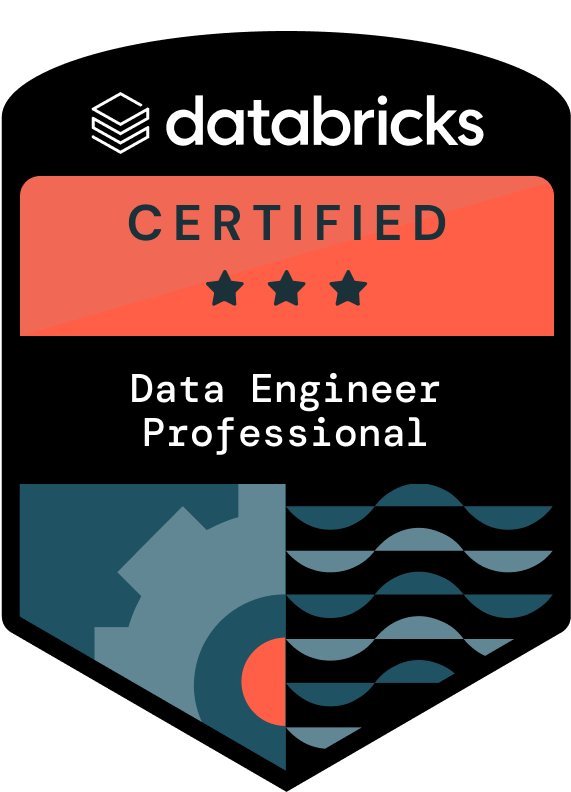 databricks
CERTIFIED
Data Engineer
Professional